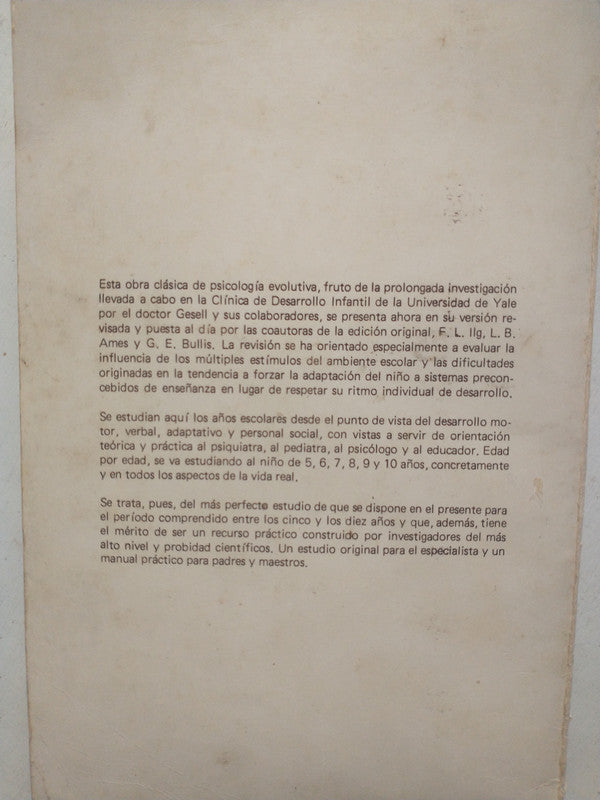 Esta obra clásica de psicología evolutiva, fruto de la prolongada investigación
llevada a cabo en la Clínica de Desarrollo Infantil de la Universidad de Yale
por el doctor Gesell y sus colaboradores, se presenta ahora en su versión re-
visada y puesta al día por las coautoras de la edición original, F. L. Ilg, L. B.
Ames y G. E. Bullis. La revisión se ha orientado especialmente a evaluar la
influencia de los múltiples estímulos del ambiente escolar y las dificultades
originadas en la tendencia a forzar la adaptación del niño a sistemas precon-
cebidos de enseñanza en lugar de respetar su ritmo individual de desarrollo.
Se estudian aquí los años escolares desde el punto de vista del desarrollo mo-
tor, verbal, adaptativo y personal social, con vistas a servir de orientación
teórica y práctica al psiquiatra, al pediatra, al psicólogo y al educador. Edad
por edad, se va estudiando al niño de 5, 6, 7, 8, 9 y 10 años, concretamente
y en todos los aspectos de la vida real.
Se trata, pues, del más perfecto estudio de que se dispone en el presente para
el período comprendido entre los cinco y los diez años y que, además, tiene
el mérito de ser un recurso práctico construido por investigadores del más
alto nivel y probidad científicos. Un estudio original para el especialista y un
manual práctico para padres y maestros.